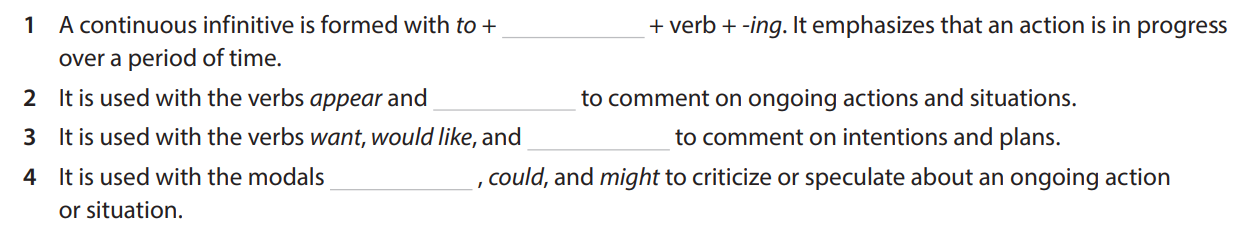 1 A continuous infinitive is formed with to + ____________ + verb + -ing. It emphasizes that an action is in progress
over a period of time.
2 It is used with the verbs appear and ____________ to comment on ongoing actions and situations.
3 It is used with the verbs want, would like, and ____________ to comment on intentions and plans.
4 It is used with the modals ____________ , could, and might to criticize or speculate about an ongoing action
or situation.